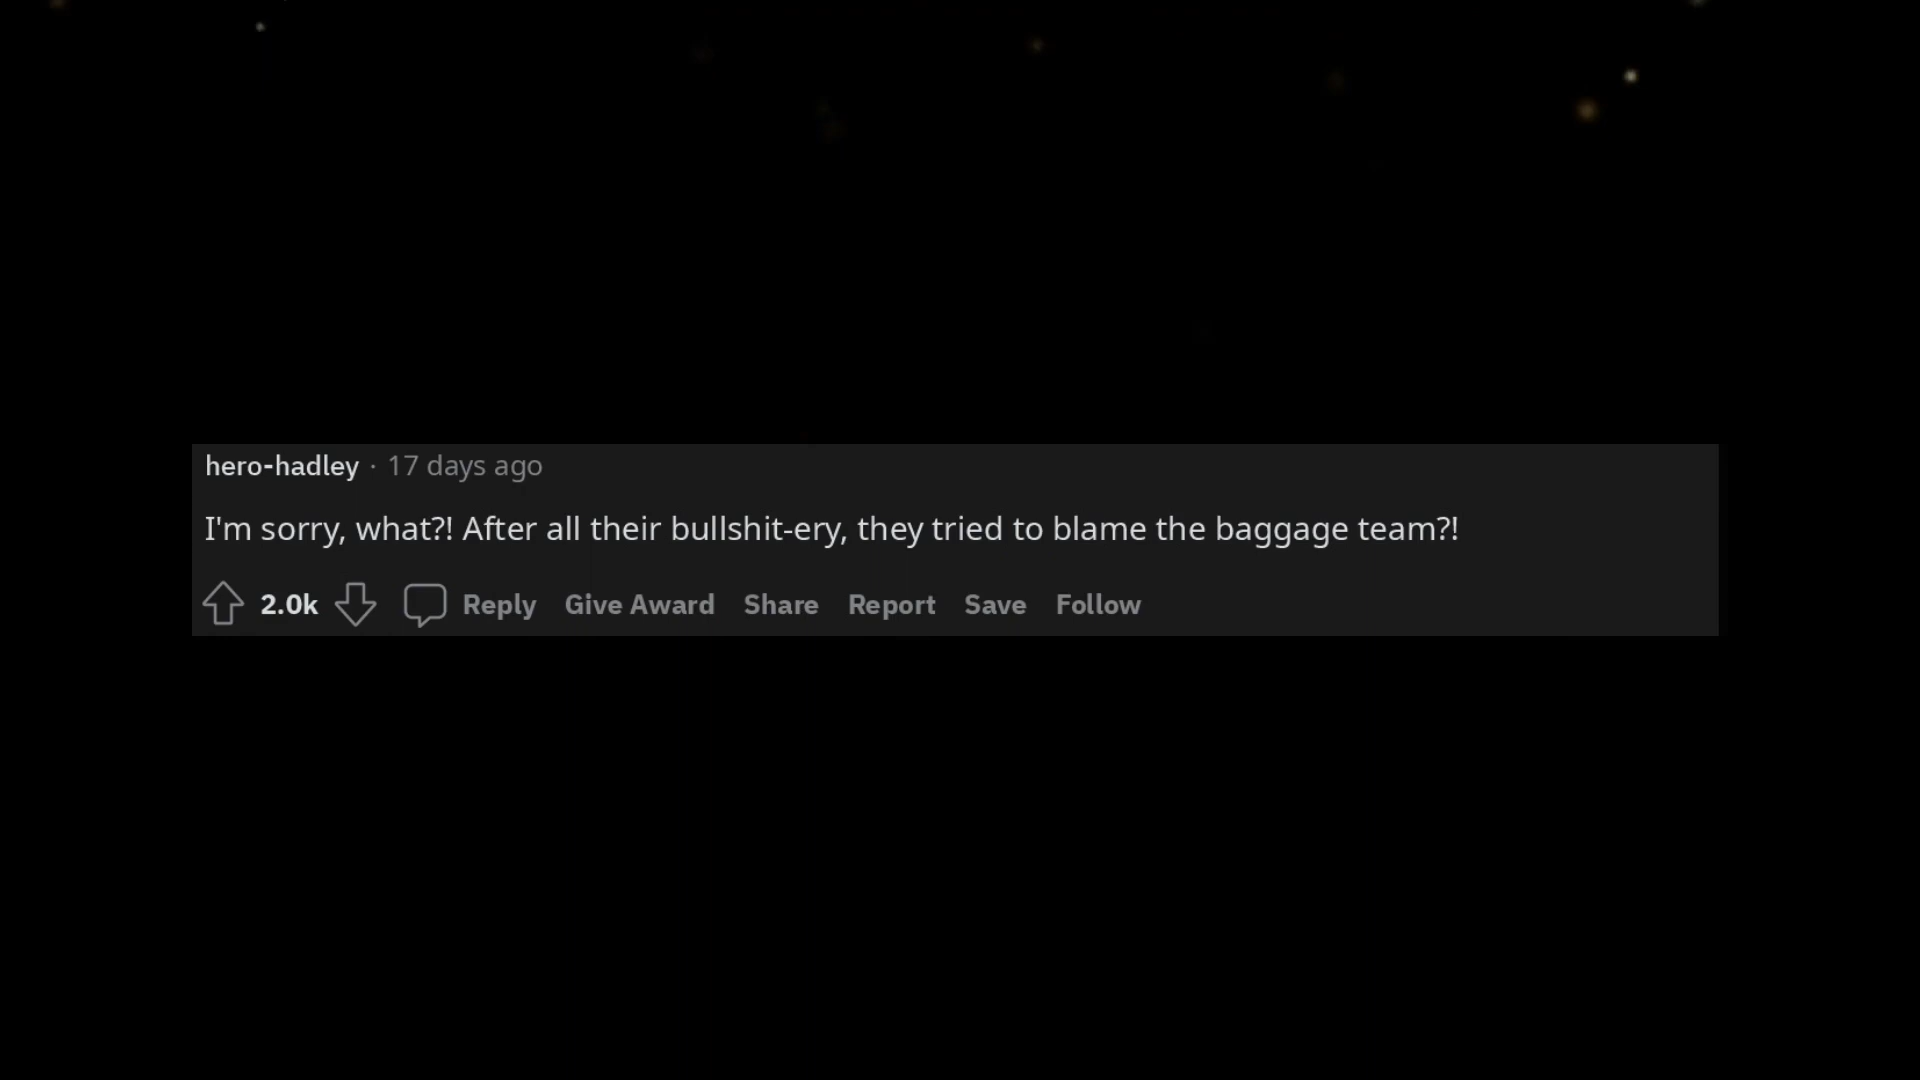 hero-hadley · 17 days ago
I'm sorry, what?! After all their bullshit-ery, they tried to blame the baggage team?!
2.0k Reply Give Award Share Report Save Follow